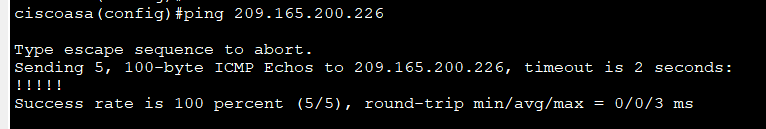 ciscoasa(config)#ping 209.165.200.226
Type escape sequence to abort.
Sending 5, 100-byte ICMP Echos to 209.165.200.226, timeout is 2 seconds:
!!!!!
Success rate is 100 percent (5/5), round-trip min/avg/max = 0/0/3 ms